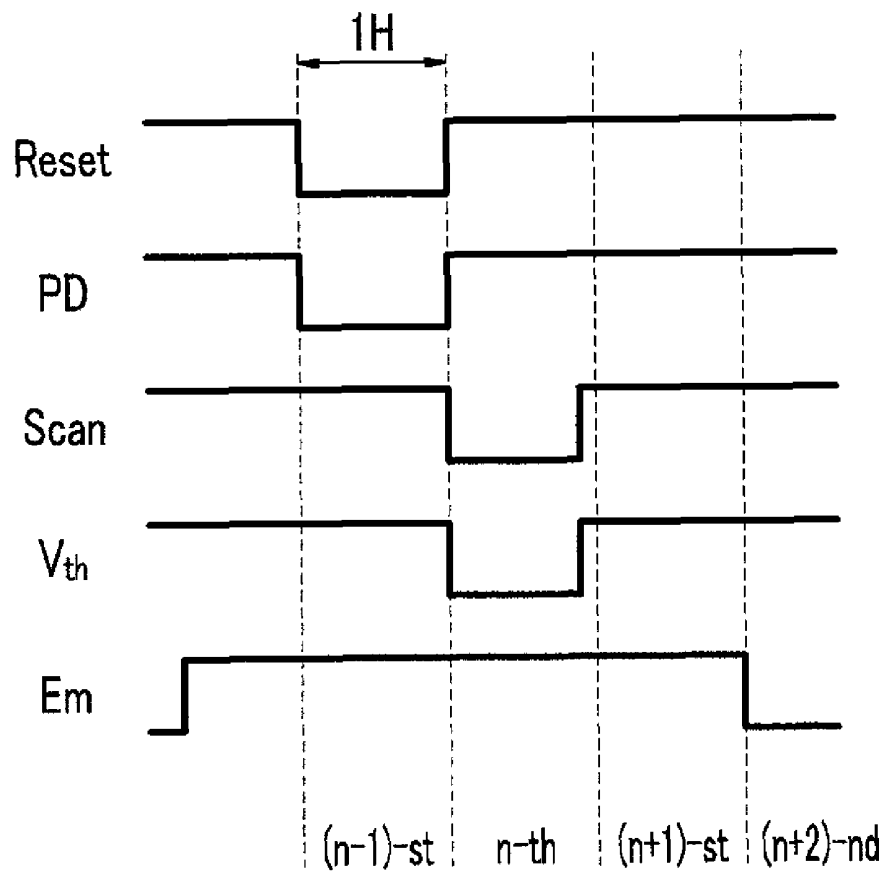 1H
Reset
PD
Scan
Vth
Em
(n-1)-st n-th (n+1)-st (n+2)-nd